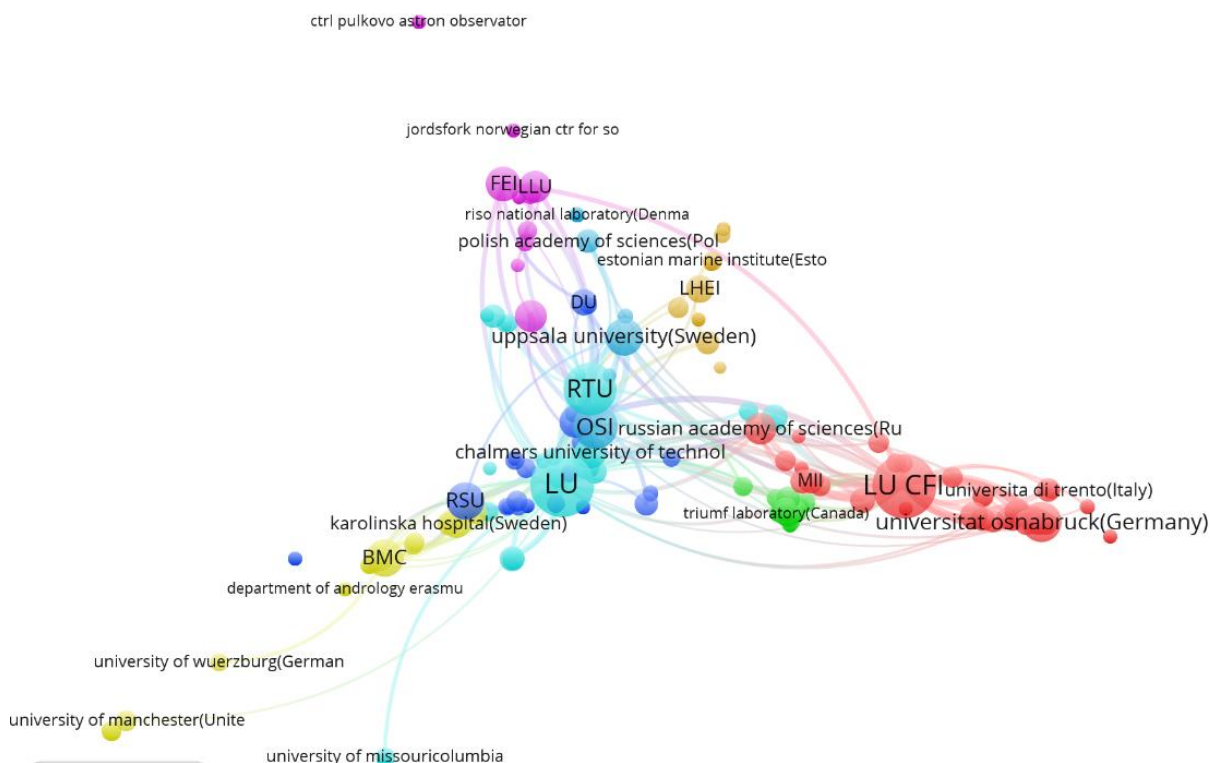 ctrl pulkovo astron observator
jordsfork norwegian ctr for so
FEI
LLU
riso national laboratory(Denma
polish academy of sciences(Pol
estonian marine institute(Esto
LHEI
DU
uppsala university(Sweden)
RTU
OSI
russian academy of sciences(Ru
chalmers university of technol
LU
MII
LU CFI
universita di trento(Italy)
RSU
triumf laboratory(Canada)
karolinska hospital(Sweden)
universitat osnabruck(Germany)
BMC
department of andrology erasmu
university of wuerzburg(German
university of manchester(Unite
university of missouricolumbia